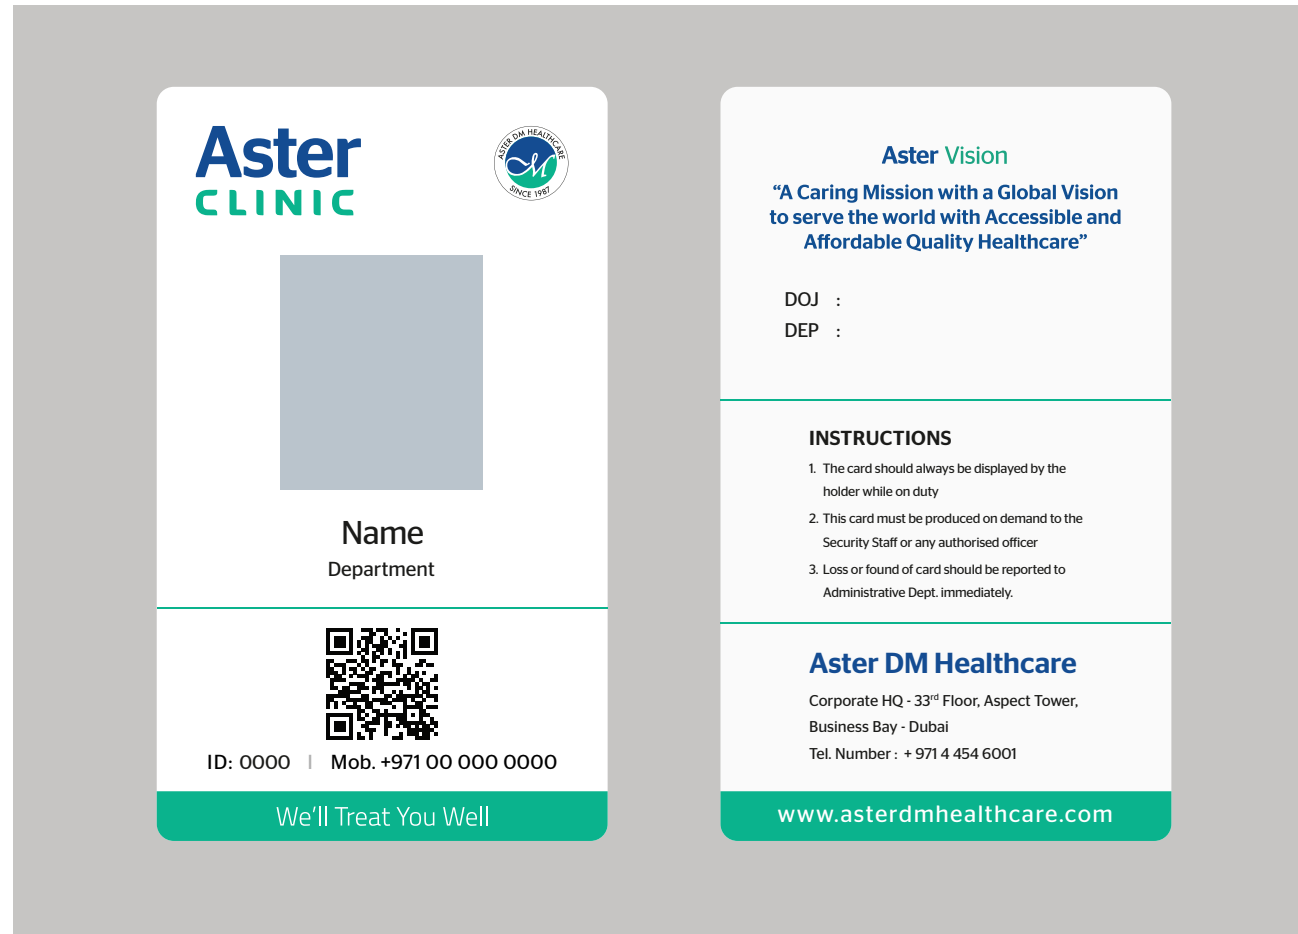 Aster
CLINIC
ASTER DM HEALTHCARE
SINCE 1987
Name
Department
ID: 0000 | Mob. +971 00 000 0000
We'll Treat You Well
Aster Vision
“A Caring Mission with a Global Vision
to serve the world with Accessible and
Affordable Quality Healthcare”
DOJ :
DEP :
INSTRUCTIONS
1. The card should always be displayed by the
holder while on duty
2. This card must be produced on demand to the
Security Staff or any authorised officer
3. Loss or found of card should be reported to
Administrative Dept. immediately.
Aster DM Healthcare
Corporate HQ - 33rd Floor, Aspect Tower,
Business Bay - Dubai
Tel. Number : + 971 4 454 6001
www.asterdmhealthcare.com